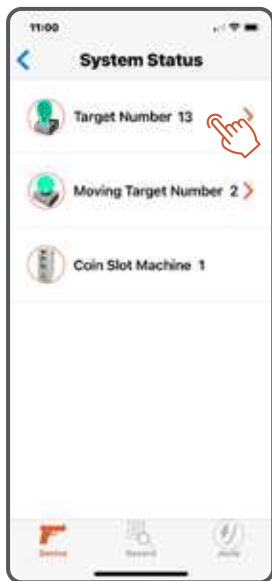 11:00
System Status
Target Number 13
Moving Target Number 2
Coin Slot Machine 1
Device
Record